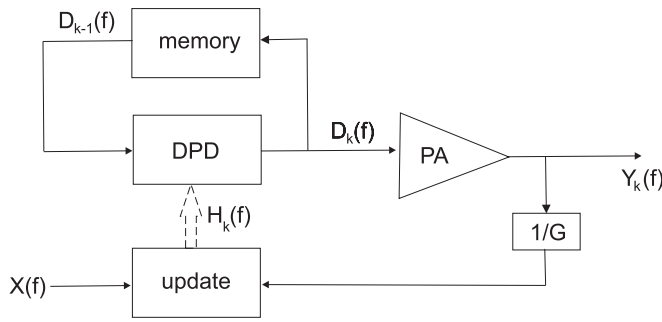 D_{k-1}(f)
memory
DPD
D_k(f)
PA
Y_k(f)
H_k(f)
1/G
X(f)
update